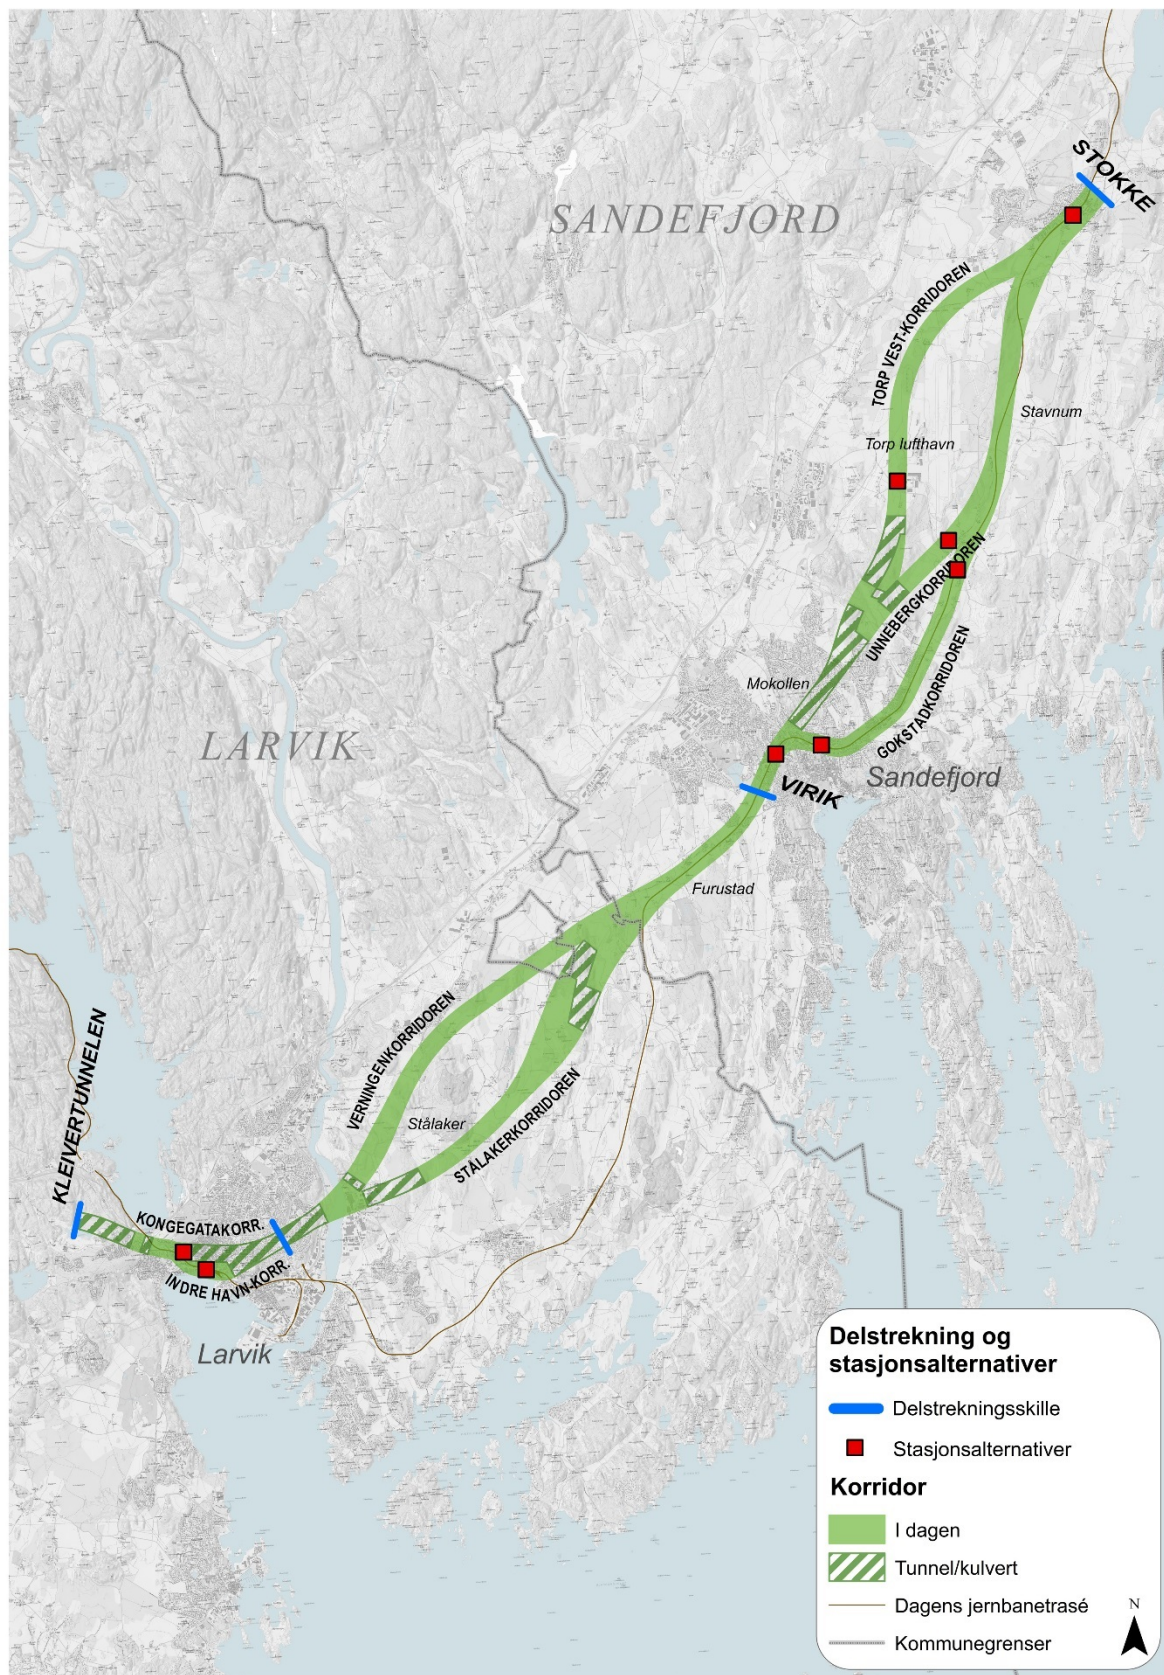 STOKKE
SANDEFJORD
TORP VEST-KORRIDOREN
Stavnum
Torp lufthavn
UNNEBERGKORRIDOREN
GOKSTADKORRIDOREN
Mokollen
LARVIK
Sandefjord
VIRIK
Furustad
VERNINGENKORRIDOREN
Stålaker
STÅLAKERKORRIDOREN
KLEIVERTUNNELEN
KONGEGATAKORR.
INDRE HAVN-KORR.
Larvik
Delstrekning og
stasjonsalternativer
Delstrekningsskille
Stasjonsalternativer
Korridor
I dagen
Tunnel/kulvert
Dagens jernbanetrasé
Kommunegrenser
N